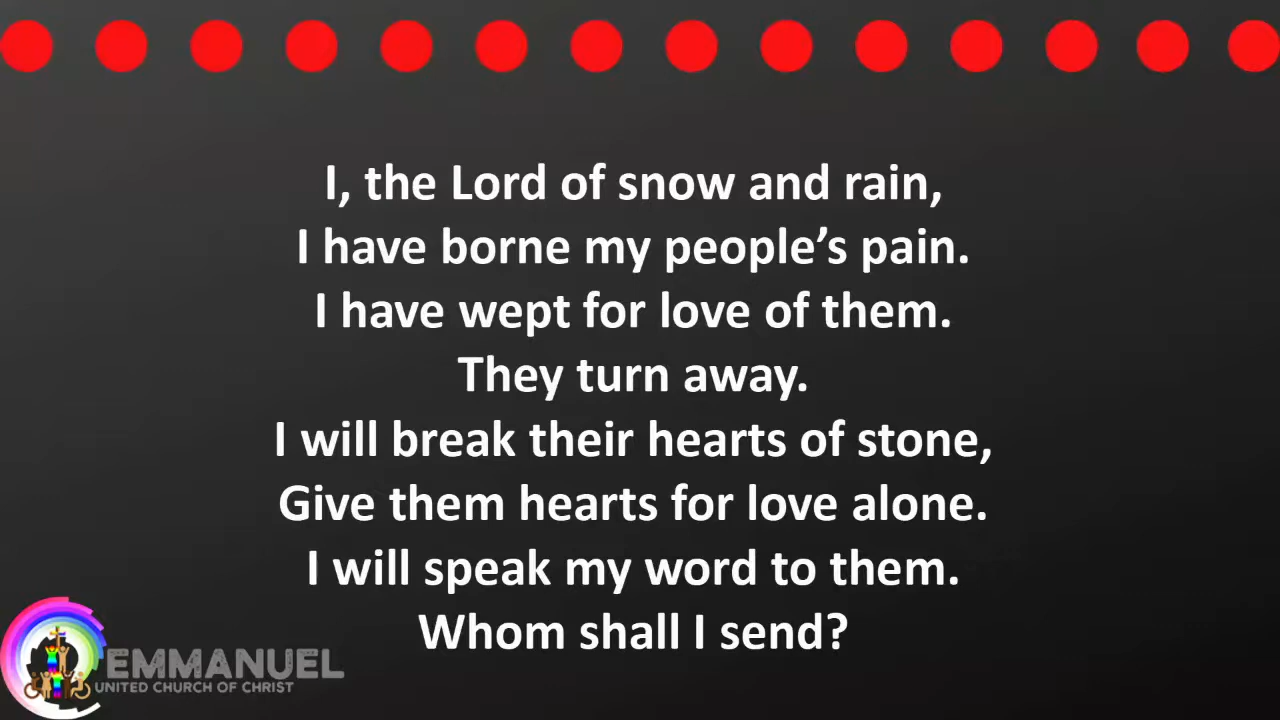 I, the Lord of snow and rain,
I have borne my people’s pain.
I have wept for love of them.
They turn away.
I will break their hearts of stone,
Give them hearts for love alone.
I will speak my word to them.
Whom shall I send?
EMMANUEL
UNITED CHURCH OF CHRIST